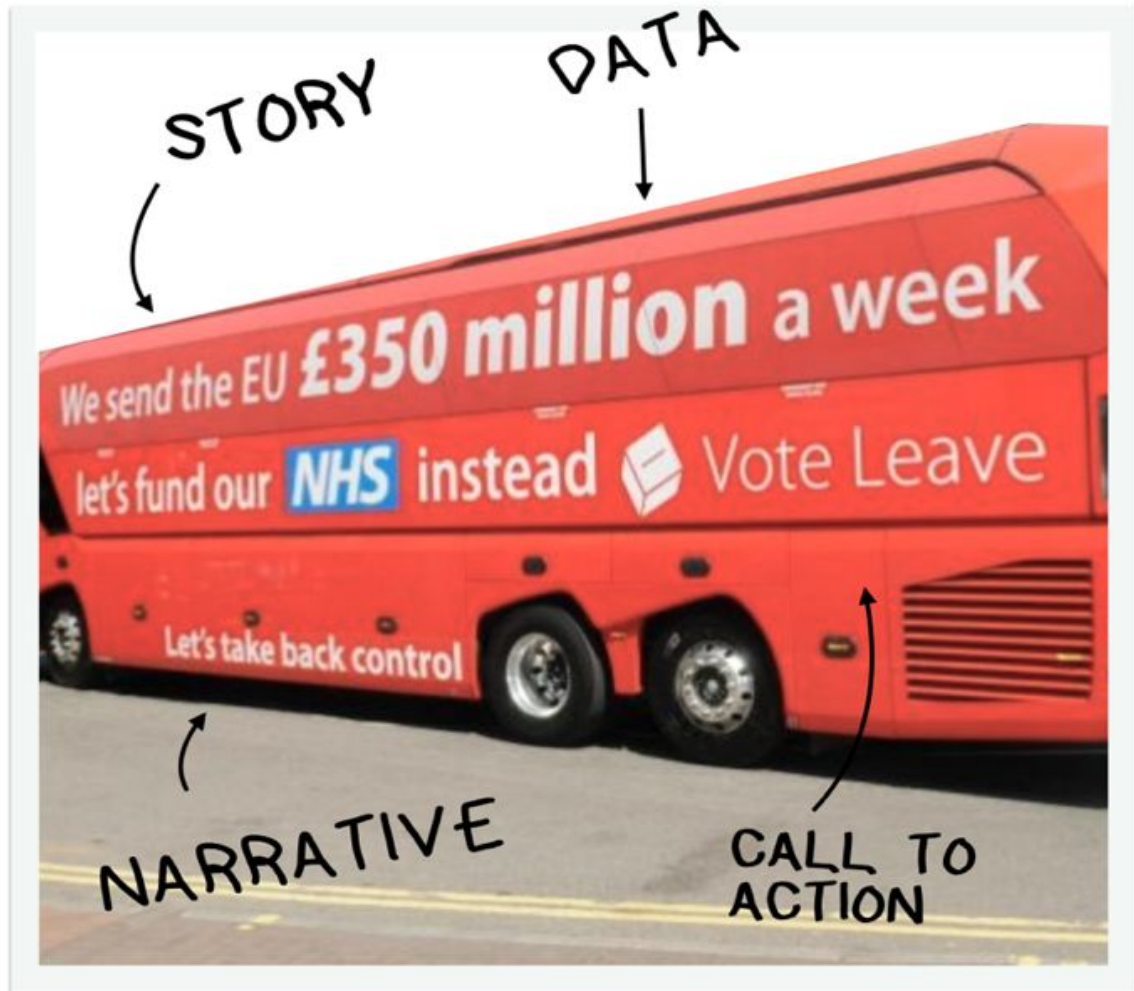 STORY
DATA
We send the EU £350 million a week
let's fund our NHS instead Vote Leave
Let's take back control
NARRATIVE
CALL TO
ACTION